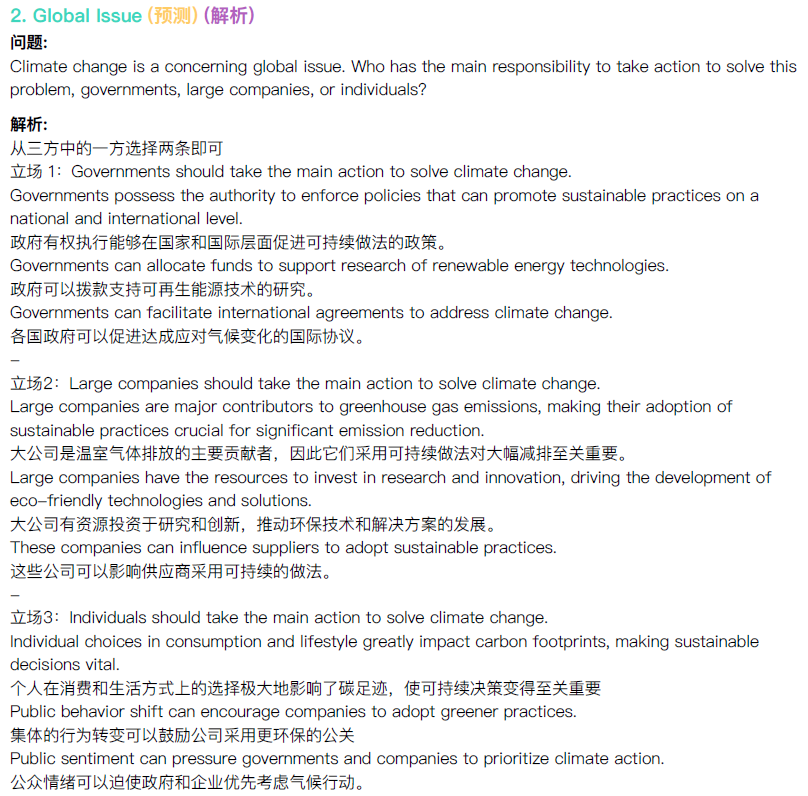 2. Global Issue (预测) (解析)
问题:
Climate change is a concerning global issue. Who has the main responsibility to take action to solve this
problem, governments, large companies, or individuals?
解析:
从三方中的一方选择两条即可
立场 1：Governments should take the main action to solve climate change.
Governments possess the authority to enforce policies that can promote sustainable practices on a
national and international level.
政府有权执行能够在国家和国际层面促进可持续做法的政策。
Governments can allocate funds to support research of renewable energy technologies.
政府可以拨款支持可再生能源技术的研究。
Governments can facilitate international agreements to address climate change.
各国政府可以促进达成应对气候变化的国际协议。
–
立场2：Large companies should take the main action to solve climate change.
Large companies are major contributors to greenhouse gas emissions, making their adoption of
sustainable practices crucial for significant emission reduction.
大公司是温室气体排放的主要贡献者，因此它们采用可持续做法对大幅减排至关重要。
Large companies have the resources to invest in research and innovation, driving the development of
eco–friendly technologies and solutions.
大公司有资源投资于研究和创新，推动环保技术和解决方案的发展。
These companies can influence suppliers to adopt sustainable practices.
这些公司可以影响供应商采用可持续的做法。
–
立场3：Individuals should take the main action to solve climate change.
Individual choices in consumption and lifestyle greatly impact carbon footprints, making sustainable
decisions vital.
个人在消费和生活方式上的选择极大地影响了碳足迹，使可持续决策变得至关重要
Public behavior shift can encourage companies to adopt greener practices.
集体的行为转变可以鼓励公司采用更环保的公关
Public sentiment can pressure governments and companies to prioritize climate action.
公众情绪可以迫使政府和企业优先考虑气候行动。